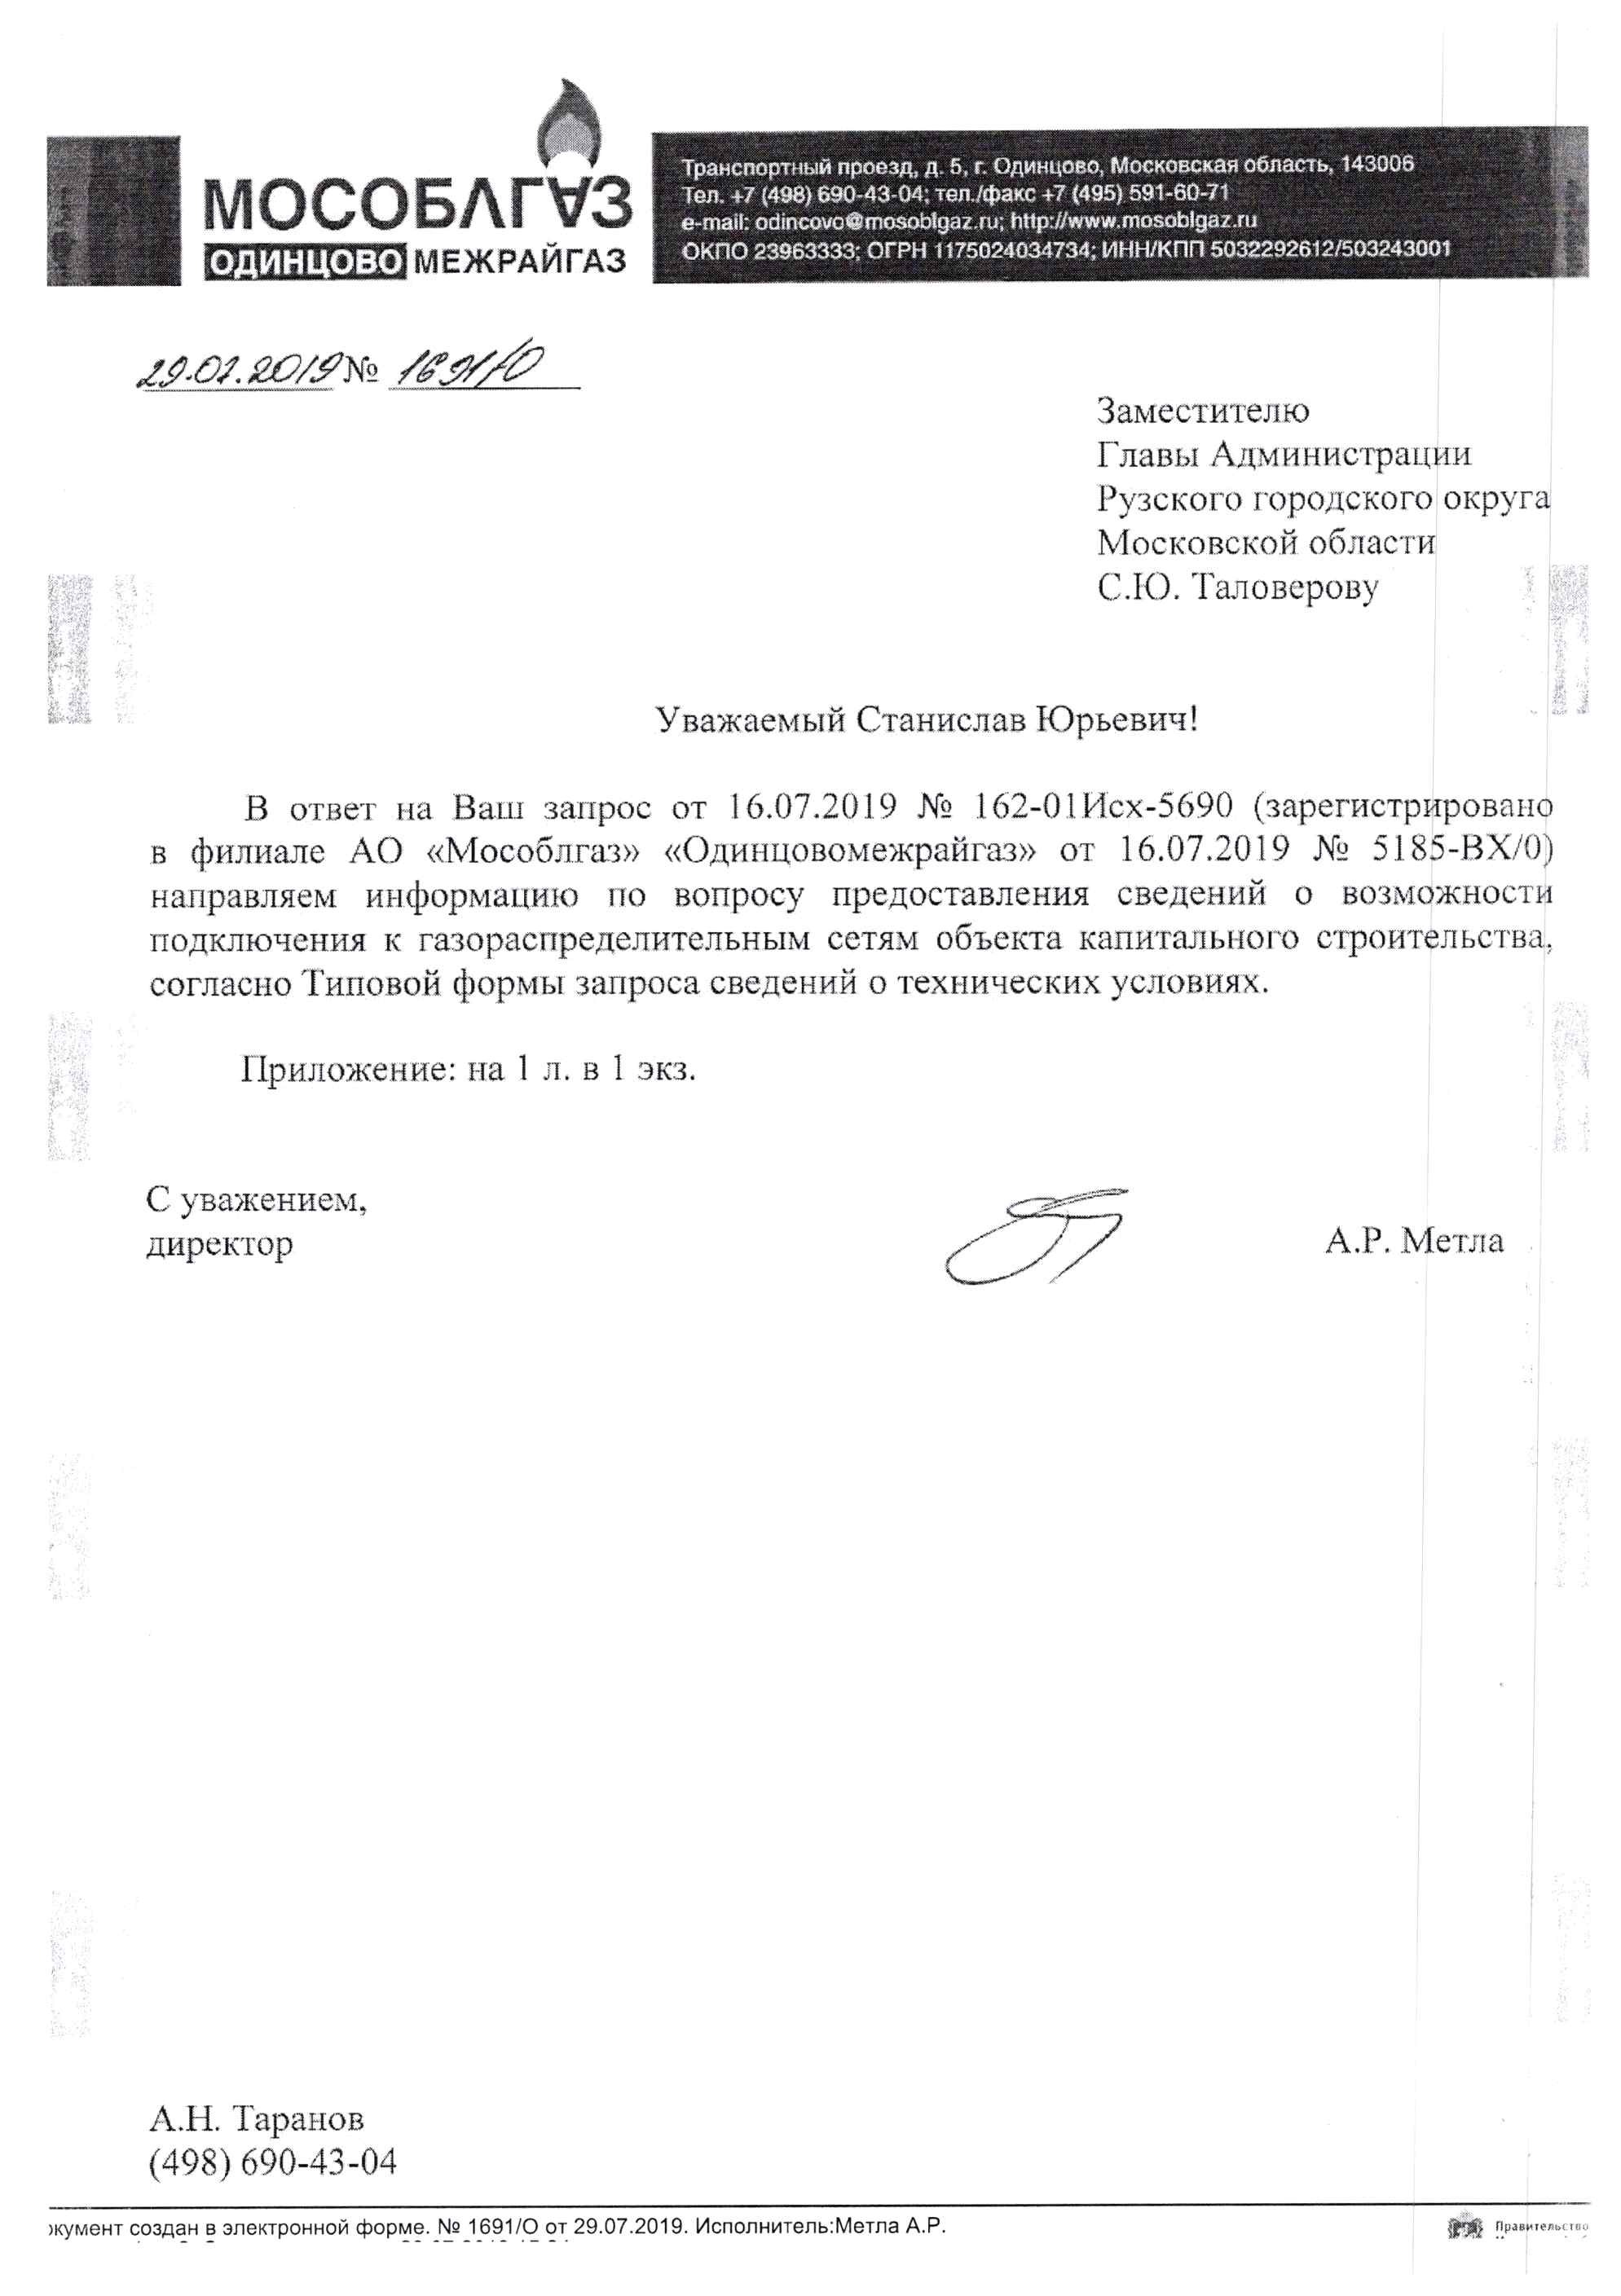 МОСОБЛГАЗ
ОДИНЦОВО МЕЖРАЙГАЗ
Транспортный проезд, д. 5, г. Одинцово, Московская область, 143006
Тел. +7 (498) 690-43-04; тел./факс +7 (495) 591-60-71
e-mail: odincovo@mosoblgaz.ru; http://www.mosoblgaz.ru
ОКПО 23963333; ОГРН 1175024034734; ИНН/КПП 5032292612/503243001
29.07.2019 № 1691/О
Заместителю
Главы Администрации
Рузского городского округа
Московской области
С.Ю. Таловерову
Уважаемый Станислав Юрьевич!
В ответ на Ваш запрос от 16.07.2019 № 162-01Исх-5690 (зарегистрировано
в филиале АО «Мособлгаз» «Одинцовомежрайгаз» от 16.07.2019 № 5185-ВХ/0)
направляем информацию по вопросу предоставления сведений о возможности
подключения к газораспределительным сетям объекта капитального строительства,
согласно Типовой формы запроса сведений о технических условиях.
Приложение: на 1 л. в 1 экз.
С уважением,
директор
А.Р. Метла
А.Н. Таранов
(498) 690-43-04
окумент создан в электронной форме. № 1691/О от 29.07.2019. Исполнитель:Метла А.Р.
Правительство